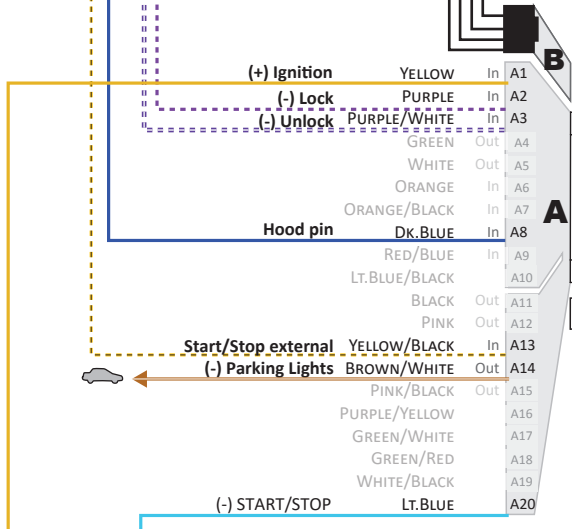 B
(+) Ignition YELLOW In A1
(-) Lock PURPLE In A2
(-) Unlock PURPLE/WHITE In A3
GREEN Out A4
WHITE Out A5
ORANGE In A6
ORANGE/BLACK In A7
A
Hood pin DK.BLUE In A8
RED/BLUE In A9
LT.BLUE/BLACK A10
BLACK Out A11
PINK Out A12
Start/Stop external YELLOW/BLACK In A13
(-) Parking Lights BROWN/WHITE Out A14
PINK/BLACK Out A15
PURPLE/YELLOW A16
GREEN/WHITE A17
GREEN/RED A18
WHITE/BLACK A19
(-) START/STOP LT.BLUE A20